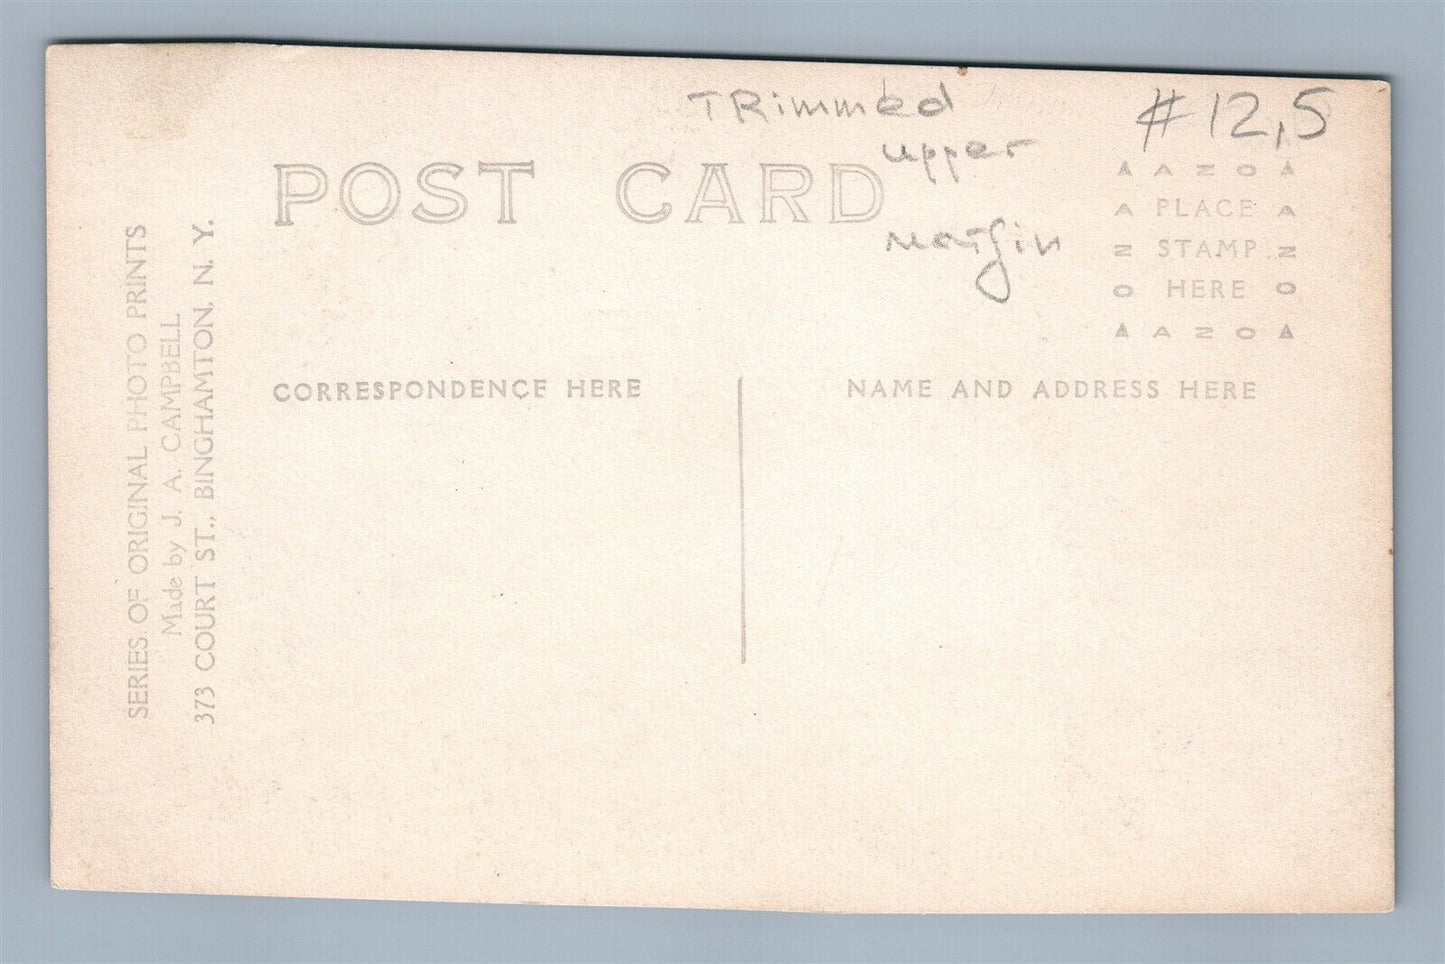 TRimmed
upper
margin
#12,5
POST CARD
▲ AZO ▲
A PLACE A
Z STAMP Z
O HERE O
▲ AZO ▲
CORRESPONDENCE HERE
NAME AND ADDRESS HERE
SERIES OF ORIGINAL PHOTO PRINTS
Made by J. A. CAMPBELL
373 COURT ST., BINGHAMTON, N. Y.